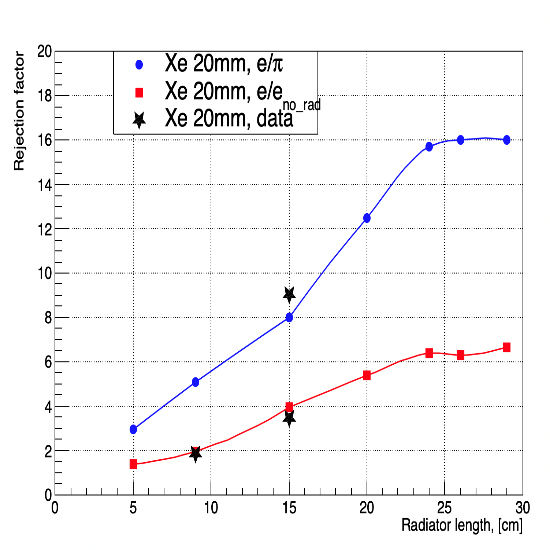 Rejection factor
20
18
16
14
12
10
8
6
4
2
0
Xe 20mm, e/π
Xe 20mm, e/e no_rad
Xe 20mm, data
0 5 10 15 20 25 30
Radiator length, [cm]